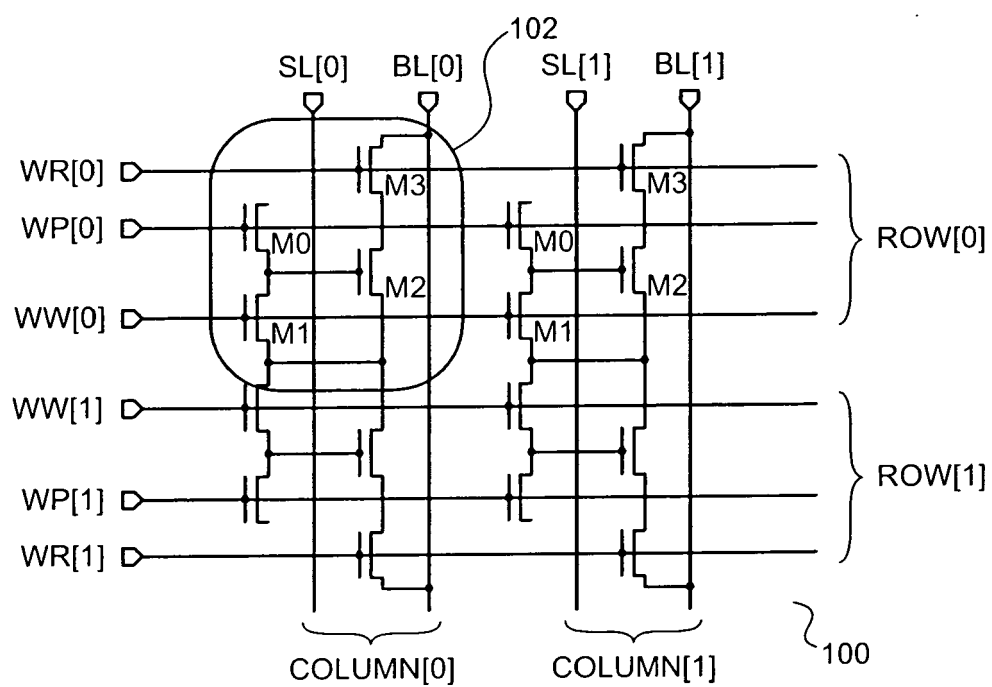 102
SL[0] BL[0] SL[1] BL[1]
WR[0]
M3 M3
WP[0]
M0 M0
ROW[0]
M2 M2
WW[0]
M1 M1
WW[1]
ROW[1]
WP[1]
WR[1]
100
COLUMN[0] COLUMN[1]